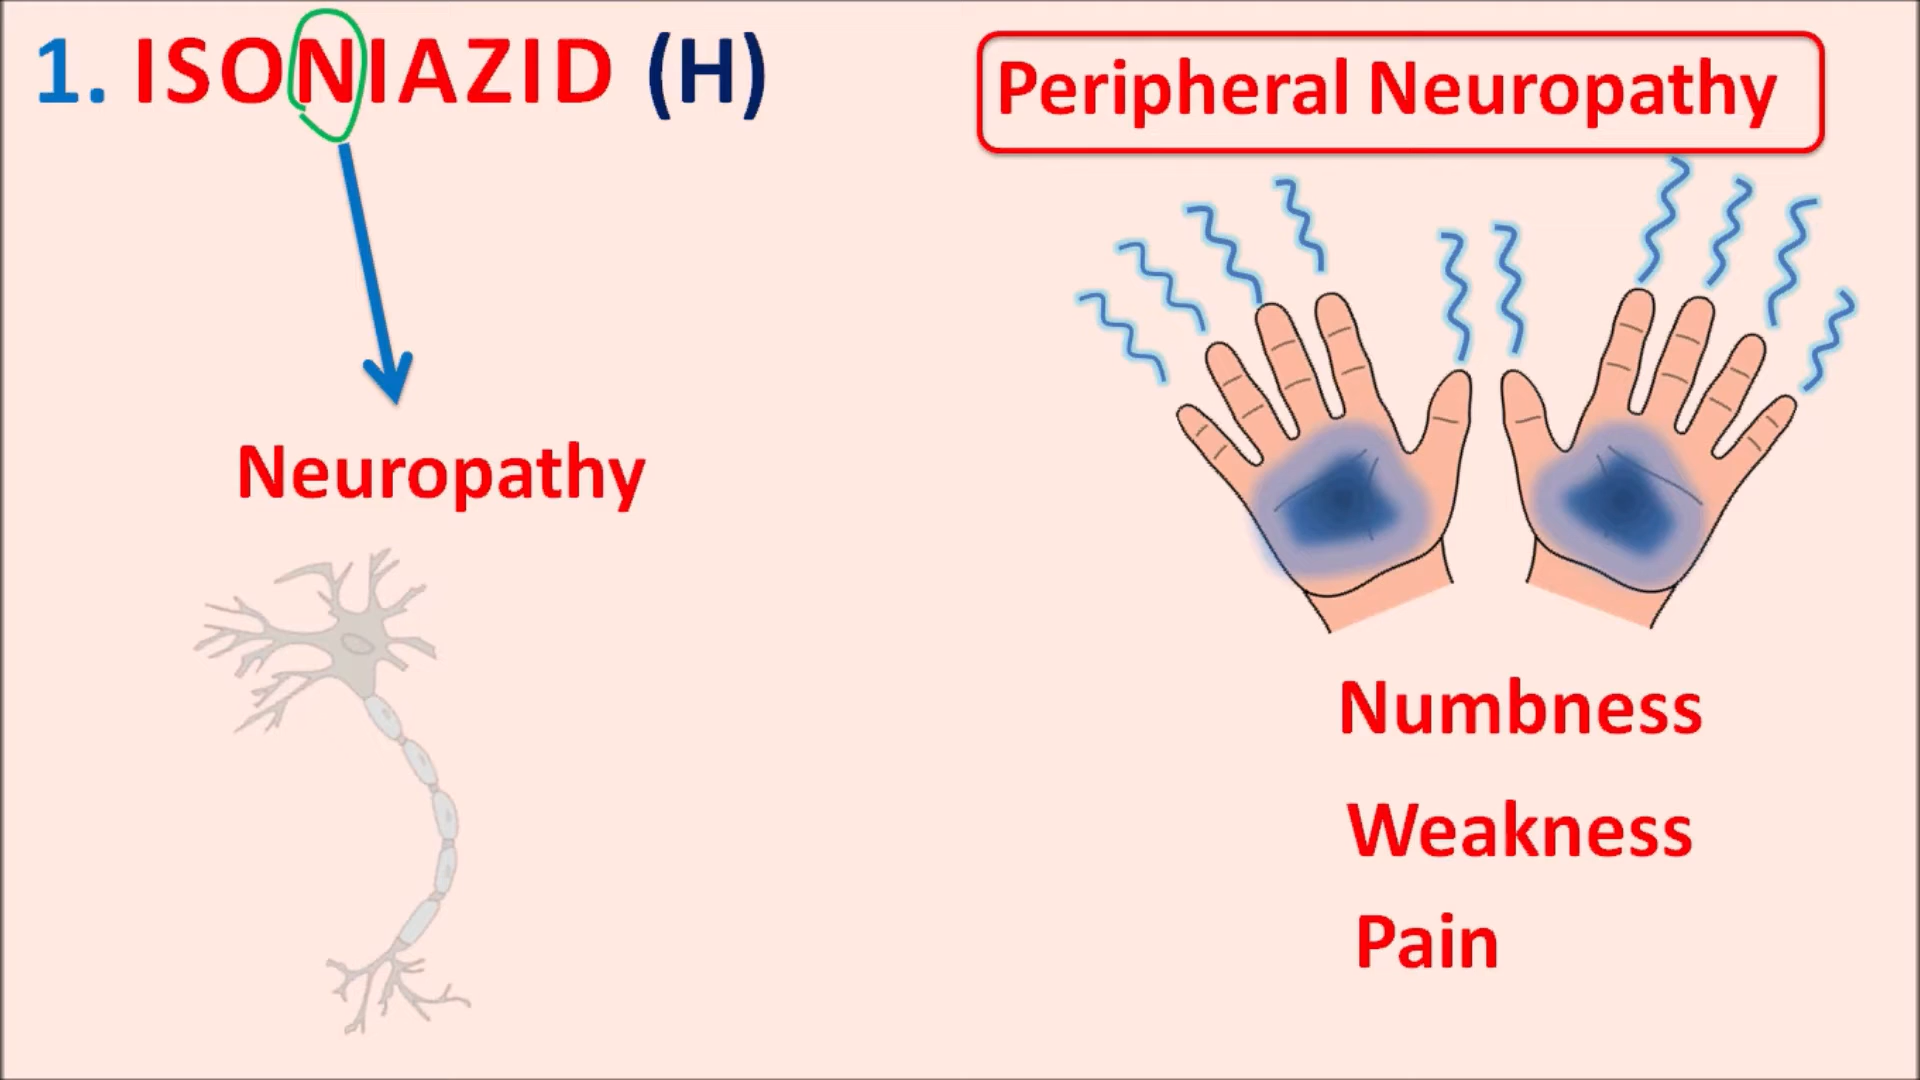 1. ISONIAZID (H)
Neuropathy
Peripheral Neuropathy
Numbness
Weakness
Pain